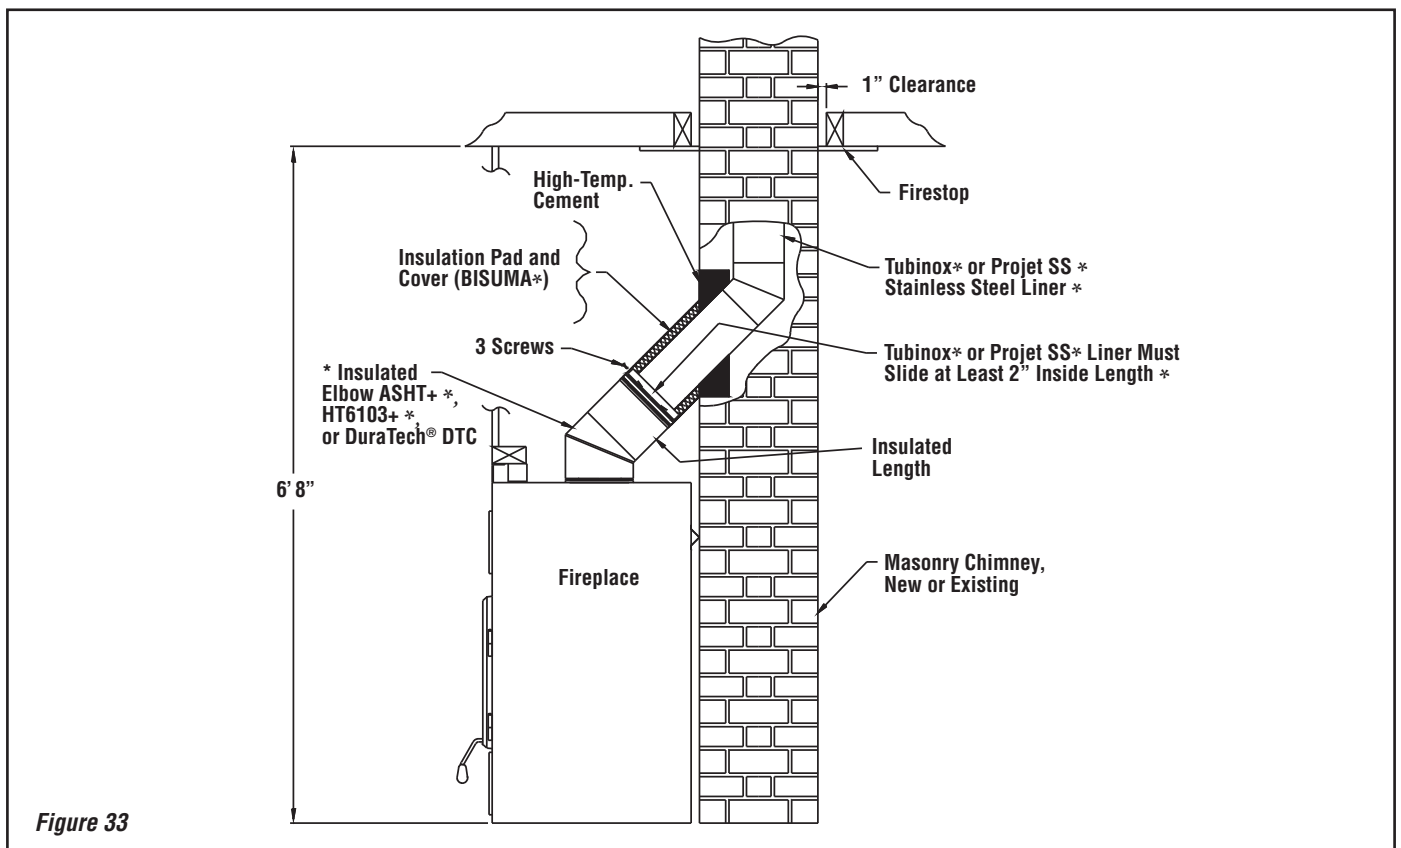 1” Clearance
High-Temp.
Cement
Firestop
Insulation Pad and
Cover (BISUMA*)
Tubinox* or Projet SS *
Stainless Steel Liner *
3 Screws
Tubinox* or Projet SS* Liner Must
Slide at Least 2” Inside Length *
* Insulated
Elbow ASHT+ *,
HT6103+ *,
or DuraTech® DTC
Insulated
Length
6’ 8”
Fireplace
Masonry Chimney,
New or Existing
Figure 33